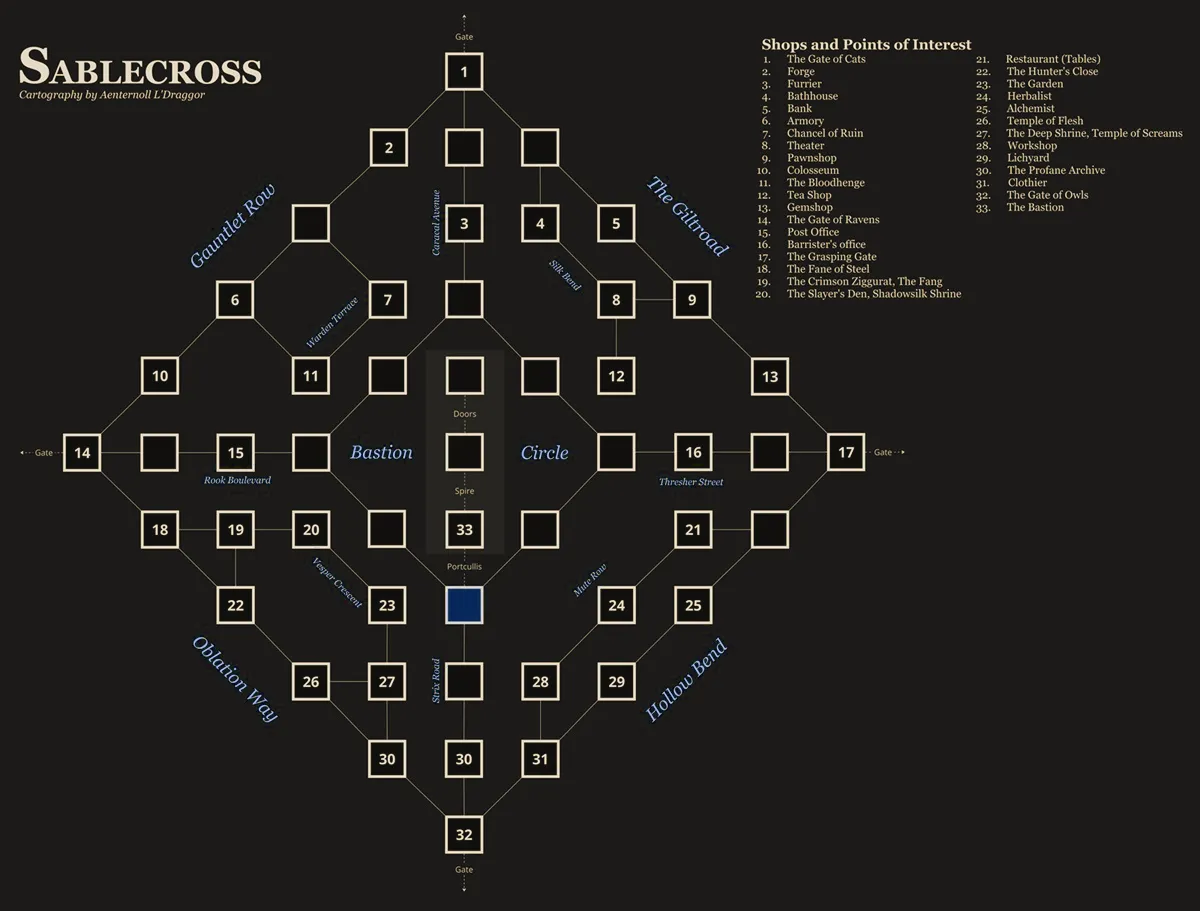 SABLECROSS
Cartography by Aenternoll L'Draggor
Shops and Points of Interest
1. The Gate of Cats
2. Forge
3. Furrier
4. Bathhouse
5. Bank
6. Armory
7. Chancel of Ruin
8. Theater
9. Pawnshop
10. Colosseum
11. The Bloodhenge
12. Tea Shop
13. Gemshop
14. The Gate of Ravens
15. Post Office
16. Barrister's office
17. The Grasping Gate
18. The Fane of Steel
19. The Crimson Ziggurat, The Fang
20. The Slayer's Den, Shadowsilk Shrine
21. Restaurant (Tables)
22. The Hunter's Close
23. The Garden
24. Herbalist
25. Alchemist
26. Temple of Flesh
27. The Deep Shrine, Temple of Screams
28. Workshop
29. Lichyard
30. The Profane Archive
31. Clothier
32. The Gate of Owls
33. The Bastion
Gate
1
2
Gauntlet Row
Caracal Avenue
The Giltroad
3
4
5
Silk Bend
6
7
8
9
Warden Terrace
10
11
12
13
Doors
Gate
14
15
Bastion
Circle
16
17
Gate
Rook Boulevard
Thresher Street
Spire
18
19
20
33
21
Portcullis
Vesper Crescent
Mute Row
22
23
24
25
Oblation Way
Strix Road
Hollow Bend
26
27
28
29
30
30
31
32
Gate